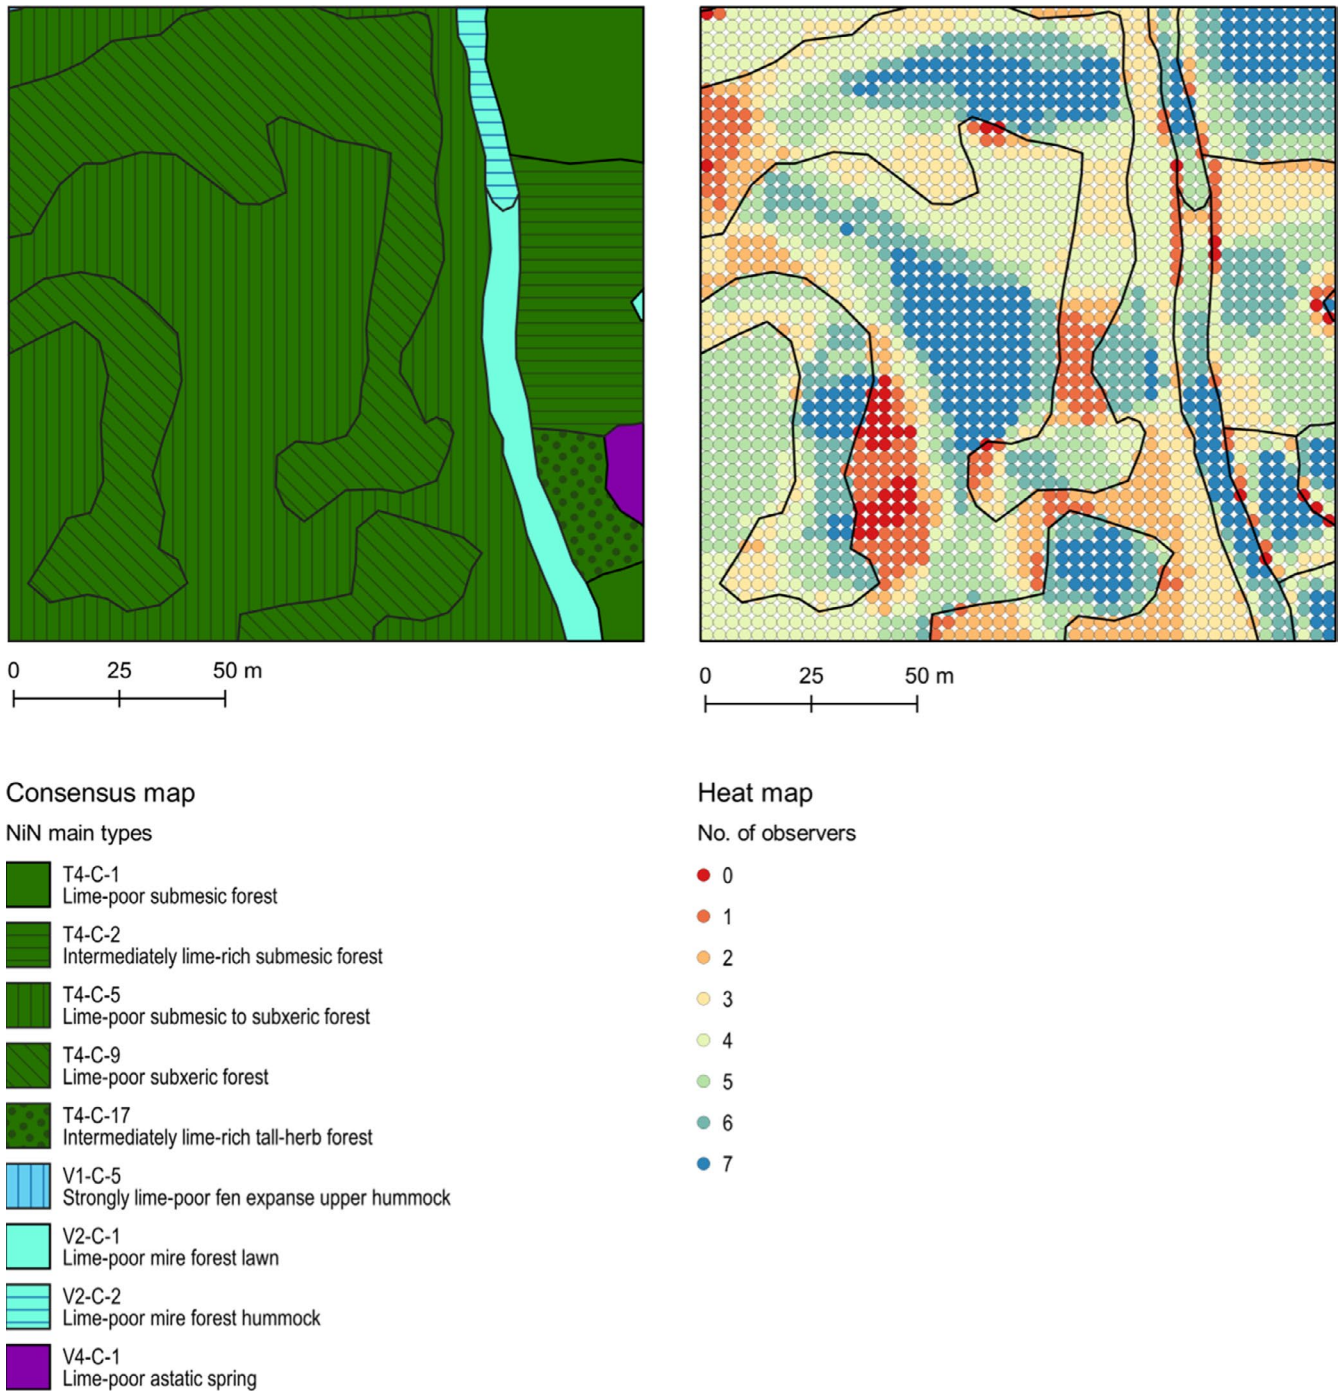 0 25 50 m
0 25 50 m
Consensus map
NiN main types
T4-C-1
Lime-poor submesic forest
T4-C-2
Intermediately lime-rich submesic forest
T4-C-5
Lime-poor submesic to subxeric forest
T4-C-9
Lime-poor subxeric forest
T4-C-17
Intermediately lime-rich tall-herb forest
V1-C-5
Strongly lime-poor fen expanse upper hummock
V2-C-1
Lime-poor mire forest lawn
V2-C-2
Lime-poor mire forest hummock
V4-C-1
Lime-poor astatic spring
Heat map
No. of observers
0
1
2
3
4
5
6
7